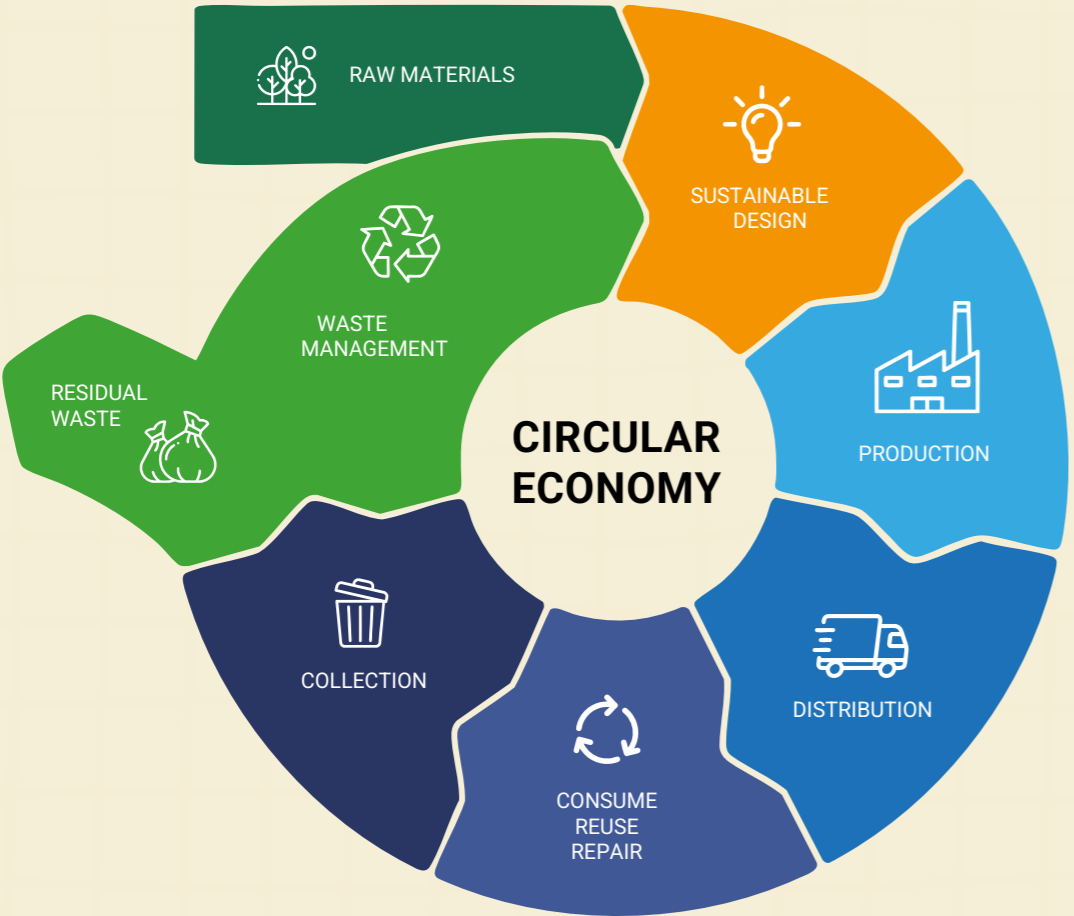 RAW MATERIALS
SUSTAINABLE
DESIGN
PRODUCTION
DISTRIBUTION
CONSUME
REUSE
REPAIR
COLLECTION
WASTE
MANAGEMENT
RESIDUAL
WASTE
CIRCULAR
ECONOMY